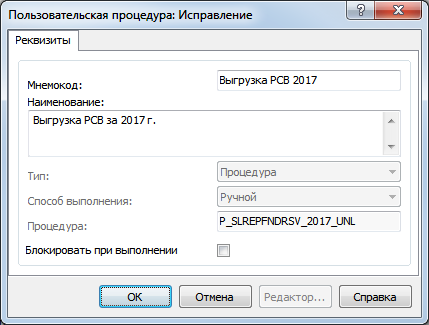 Пользовательская процедура: Исправление
Реквизиты
Мнемокод: Выгрузка РСВ 2017
Наименование:
Выгрузка РСВ за 2017 г.
Тип: Процедура
Способ выполнения: Ручной
Процедура: P_SLREPFNDRSV_2017_UNL
Блокировать при выполнении
ОК Отмена Редактор... Справка